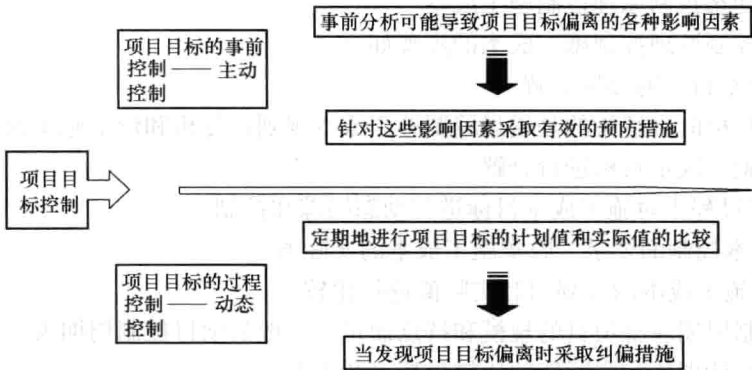 事前分析可能导致项目目标偏离的各种影响因素
项目目标的事前
控制 —— 主动
控制
针对这些影响因素采取有效的预防措施
项目目
标控制
定期地进行项目目标的计划值和实际值的比较
项目目标的过程
控制 —— 动态
控制
当发现项目目标偏离时采取纠偏措施